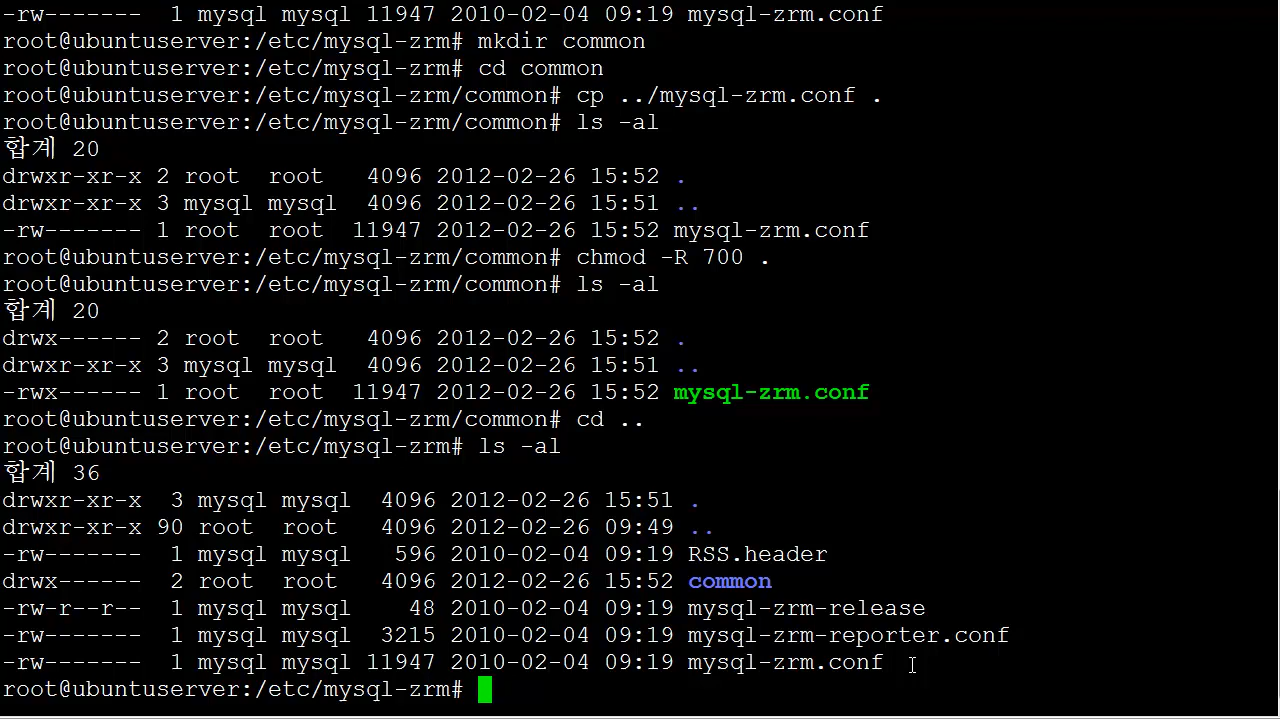 -rw-------  1 mysql mysql 11947 2010-02-04 09:19 mysql-zrm.conf
root@ubuntuserver:/etc/mysql-zrm# mkdir common
root@ubuntuserver:/etc/mysql-zrm# cd common
root@ubuntuserver:/etc/mysql-zrm/common# cp ../mysql-zrm.conf .
root@ubuntuserver:/etc/mysql-zrm/common# ls -al
합계 20
drwxr-xr-x 2 root  root   4096 2012-02-26 15:52 .
drwxr-xr-x 3 mysql mysql  4096 2012-02-26 15:51 ..
-rw------- 1 root  root  11947 2012-02-26 15:52 mysql-zrm.conf
root@ubuntuserver:/etc/mysql-zrm/common# chmod -R 700 .
root@ubuntuserver:/etc/mysql-zrm/common# ls -al
합계 20
drwx------ 2 root  root   4096 2012-02-26 15:52 .
drwxr-xr-x 3 mysql mysql  4096 2012-02-26 15:51 ..
-rwx------ 1 root  root  11947 2012-02-26 15:52 mysql-zrm.conf
root@ubuntuserver:/etc/mysql-zrm/common# cd ..
root@ubuntuserver:/etc/mysql-zrm# ls -al
합계 36
drwxr-xr-x  3 mysql mysql  4096 2012-02-26 15:51 .
drwxr-xr-x 90 root  root   4096 2012-02-26 09:49 ..
-rw-------  1 mysql mysql   596 2010-02-04 09:19 RSS.header
drwx------  2 root  root   4096 2012-02-26 15:52 common
-rw-r--r--  1 mysql mysql    48 2010-02-04 09:19 mysql-zrm-release
-rw-------  1 mysql mysql  3215 2010-02-04 09:19 mysql-zrm-reporter.conf
-rw-------  1 mysql mysql 11947 2010-02-04 09:19 mysql-zrm.conf
root@ubuntuserver:/etc/mysql-zrm#